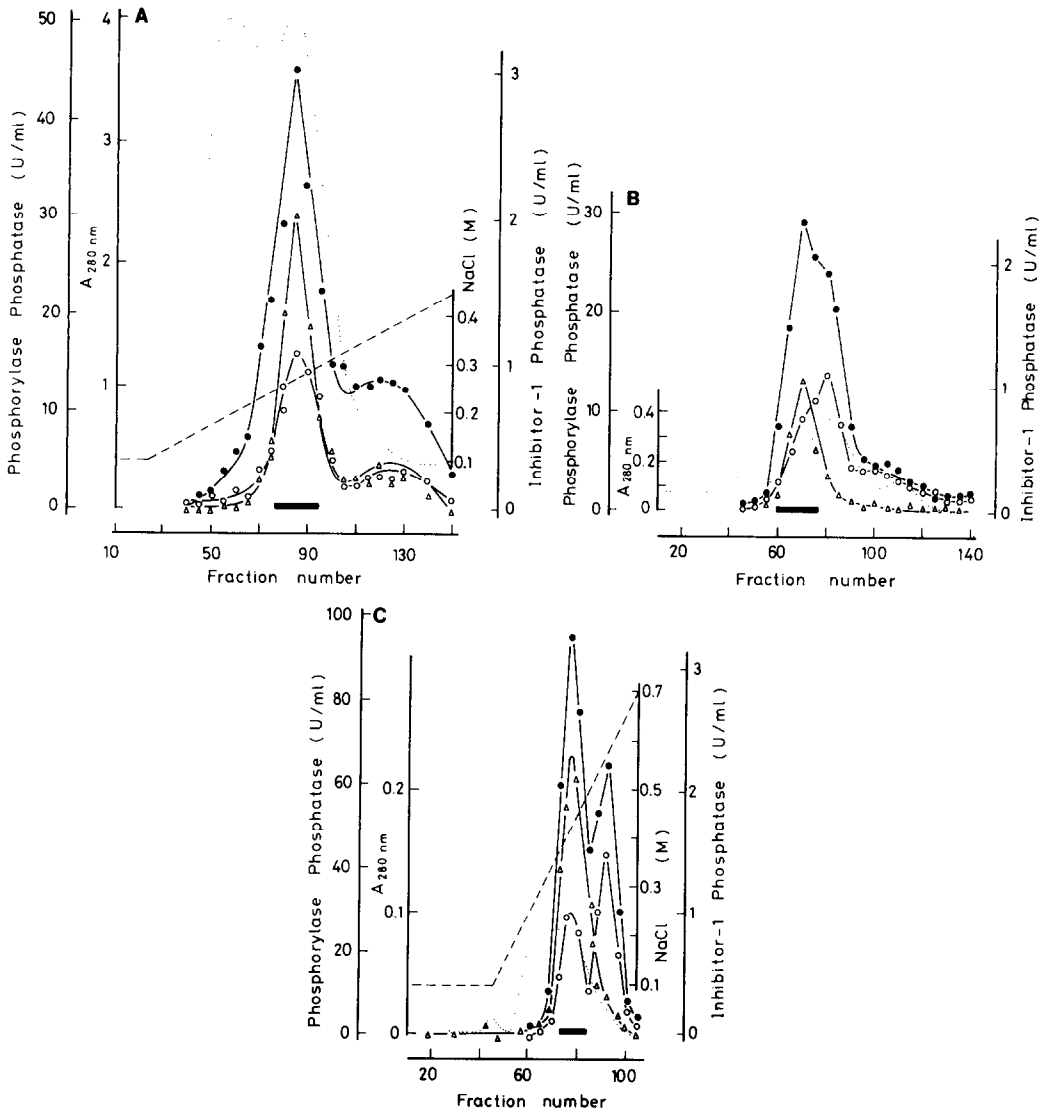 A
Phosphorylase Phosphatase (U/ml)
50
40
30
20
10
0
A 280 nm
4
3
2
1
0
NaCl (M)
0.4
0.3
0.2
0.1
Inhibitor-1 Phosphatase (U/ml)
3
2
1
0
10 50 90 130
Fraction number
B
Phosphorylase Phosphatase (U/ml)
30
20
10
0
A 280 nm
0.4
0.2
0
Inhibitor-1 Phosphatase (U/ml)
2
1
0
20 60 100 140
Fraction number
C
Phosphorylase Phosphatase (U/ml)
100
80
60
40
20
0
A 280 nm
0.2
0.1
0
NaCl (M)
0.7
0.5
0.3
0.1
Inhibitor-1 Phosphatase (U/ml)
3
2
1
0
20 60 100
Fraction number